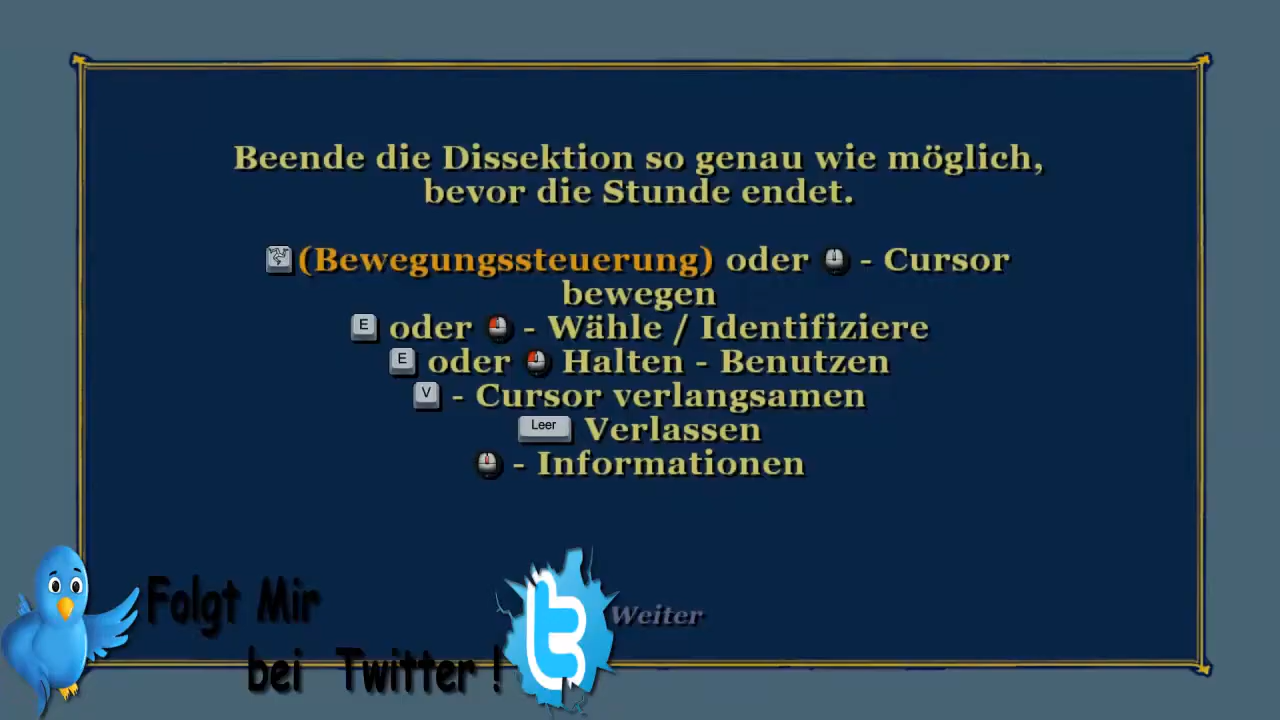 Beende die Dissektion so genau wie möglich,
bevor die Stunde endet.
(Bewegungssteuerung) oder - Cursor
bewegen
E oder - Wähle / Identifiziere
E oder Halten - Benutzen
V - Cursor verlangsamen
Leer Verlassen
- Informationen
Weiter
Folgt Mir
bei Twitter !
t